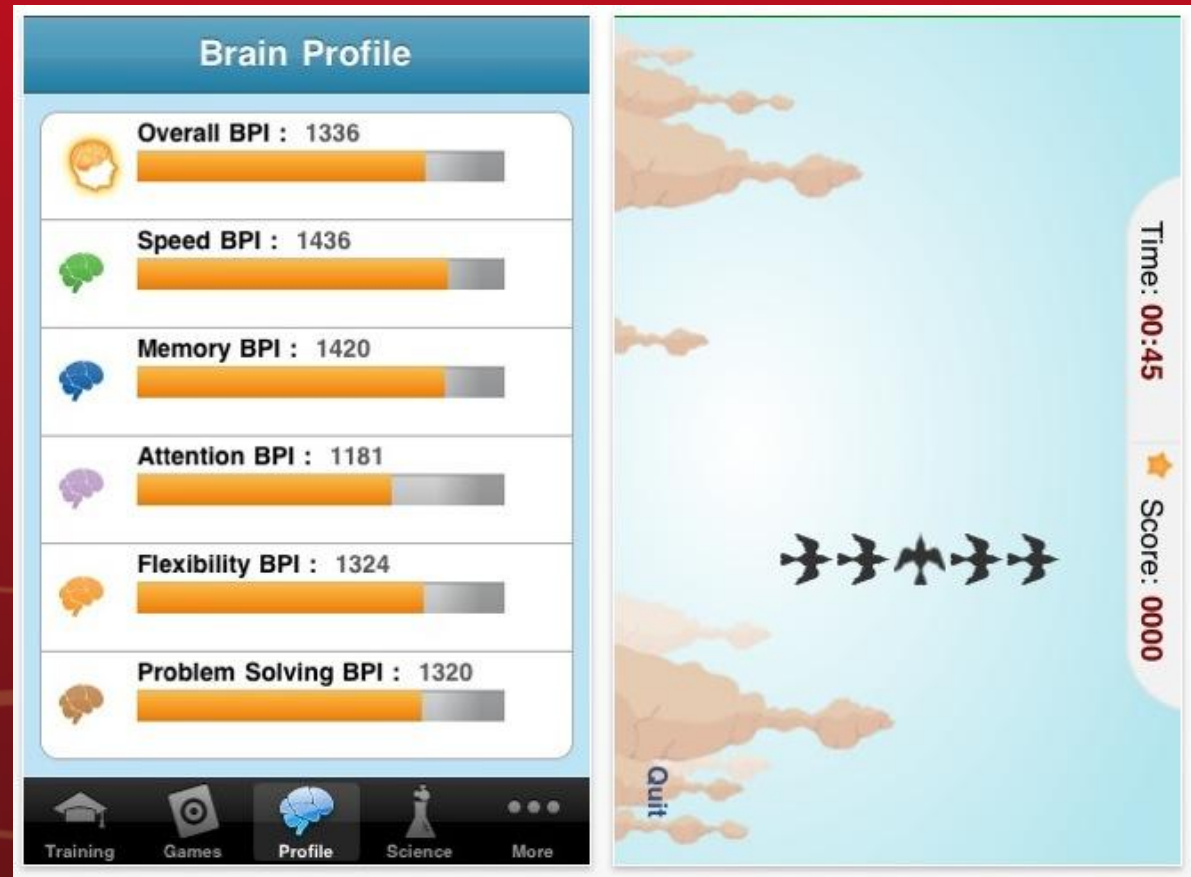 Brain Profile
Overall BPI : 1336
Speed BPI : 1436
Memory BPI : 1420
Attention BPI : 1181
Flexibility BPI : 1324
Problem Solving BPI : 1320
Training Games Profile Science More
Time: 00:45 Score: 0000
Quit